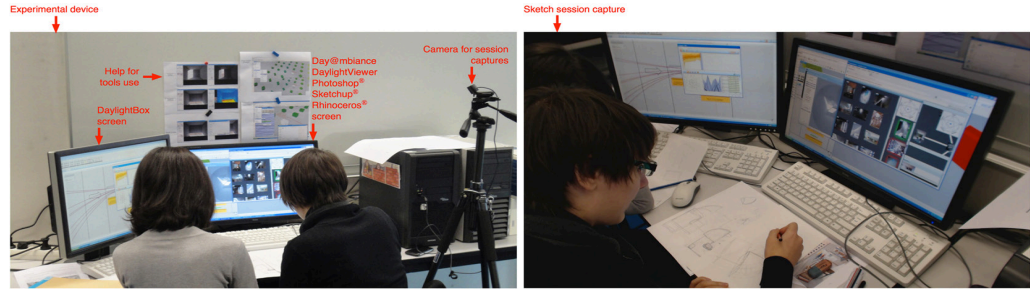 Experimental device
Sketch session capture
Help for
tools use
DaylightBox
screen
Day@mbiance
DaylightViewer
Photoshop®
Sketchup®
Rhinoceros®
screen
Camera for session
captures